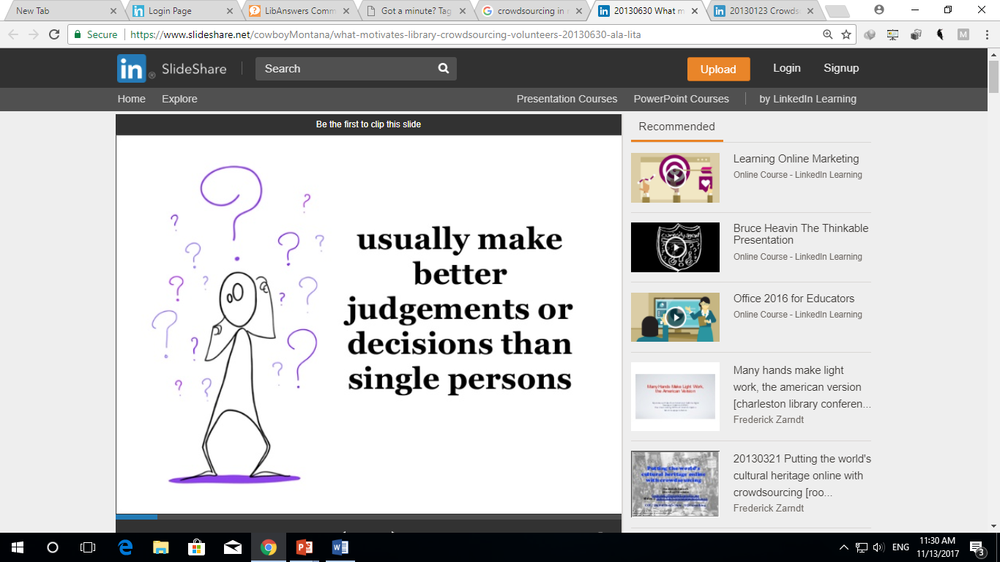 New Tab
Login Page
LibAnswers Comm
Got a minute? Tag
crowdsourcing in
20130630 What m
20130123 Crowds
Secure https://www.slideshare.net/cowboyMontana/what-motivates-library-crowdsourcing-volunteers-20130630-ala-lita
M
in ® SlideShare
Search
Upload
Login
Signup
Home
Explore
Presentation Courses
PowerPoint Courses
by LinkedIn Learning
Be the first to clip this slide
usually make
better
judgements or
decisions than
single persons
Recommended
Learning Online Marketing
Online Course - LinkedIn Learning
Bruce Heavin The Thinkable
Presentation
Online Course - LinkedIn Learning
Office 2016 for Educators
Online Course - LinkedIn Learning
Many Hands Make Light Work,
the American Version
Many hands make light
work, the american version
[charleston library conferen...
Frederick Zarndt
Putting the world's
cultural heritage online
with crowdsourcing
20130321 Putting the world's
cultural heritage online with
crowdsourcing [roo...
Frederick Zarndt
ENG
11:30 AM
11/13/2017
3